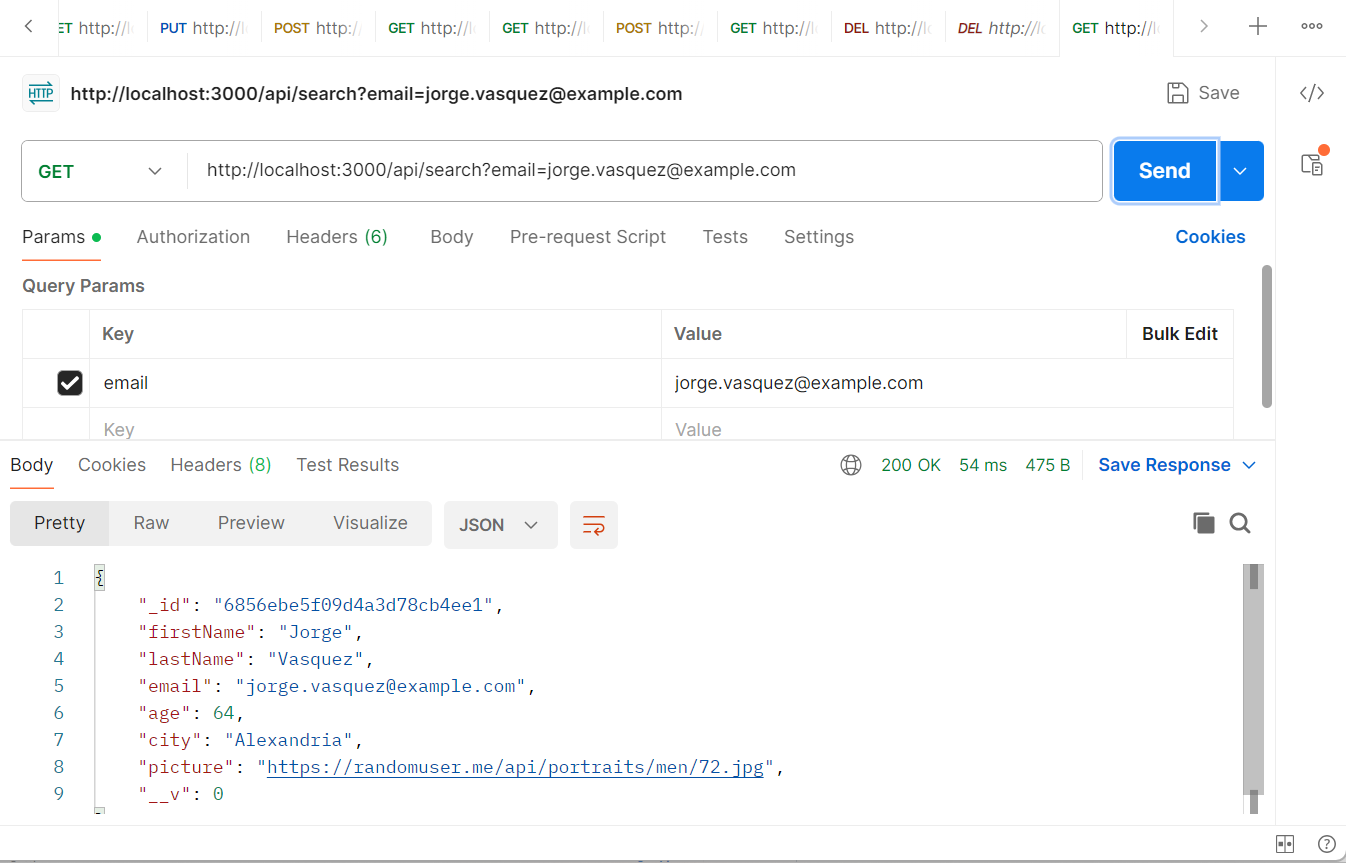 ET http://l
PUT http://l
POST http:/
GET http://l
GET http://l
POST http:/
GET http://l
DEL http://l
DEL http://l
GET http://l
HTTP http://localhost:3000/api/search?email=jorge.vasquez@example.com Save
GET http://localhost:3000/api/search?email=jorge.vasquez@example.com Send
Params Authorization Headers (6) Body Pre-request Script Tests Settings Cookies
Query Params
Key Value Bulk Edit
email jorge.vasquez@example.com
Key Value
Body Cookies Headers (8) Test Results 200 OK 54 ms 475 B Save Response
Pretty Raw Preview Visualize JSON
1 {
2 "_id": "6856ebe5f09d4a3d78cb4ee1",
3 "firstName": "Jorge",
4 "lastName": "Vasquez",
5 "email": "jorge.vasquez@example.com",
6 "age": 64,
7 "city": "Alexandria",
8 "picture": "https://randomuser.me/api/portraits/men/72.jpg",
9 "__v": 0